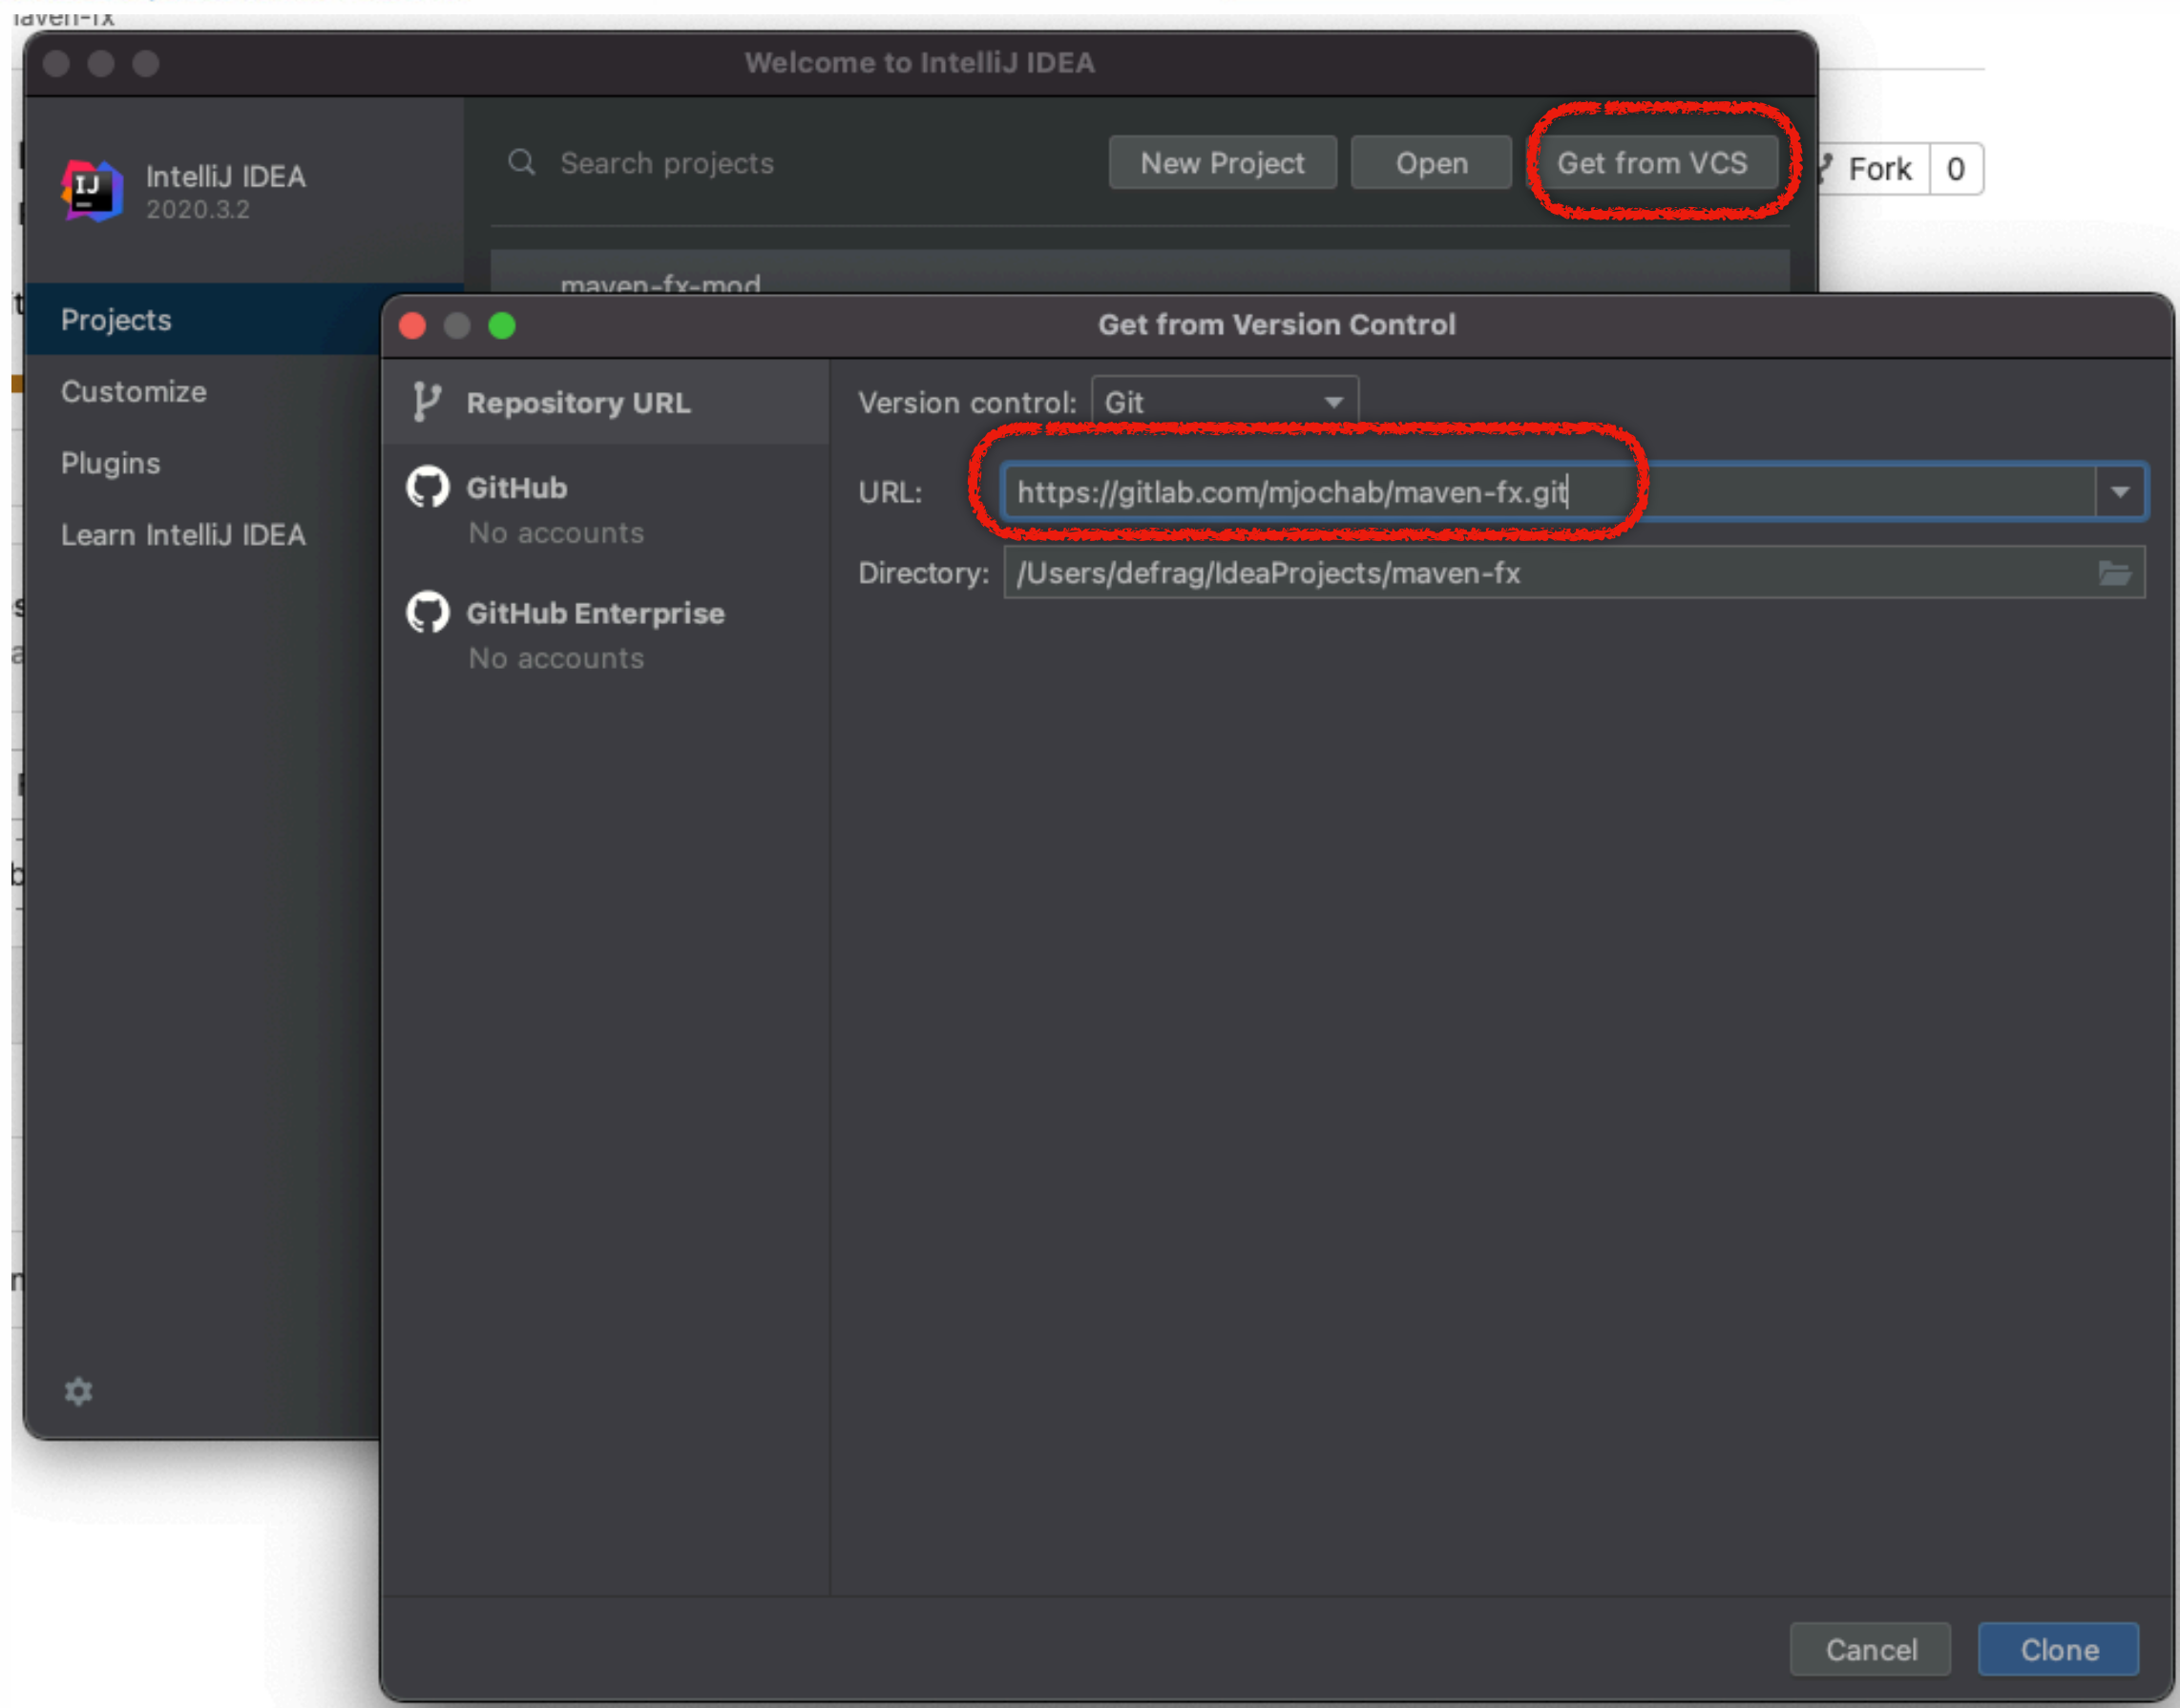 maven-fx
Welcome to IntelliJ IDEA
IntelliJ IDEA
2020.3.2
Search projects
New Project
Open
Get from VCS
Fork
0
maven-fx-mod
Projects
Customize
Plugins
Learn IntelliJ IDEA
Get from Version Control
Repository URL
GitHub
No accounts
GitHub Enterprise
No accounts
Version control: Git
URL: https://gitlab.com/mjochab/maven-fx.git
Directory: /Users/defrag/IdeaProjects/maven-fx
Cancel
Clone